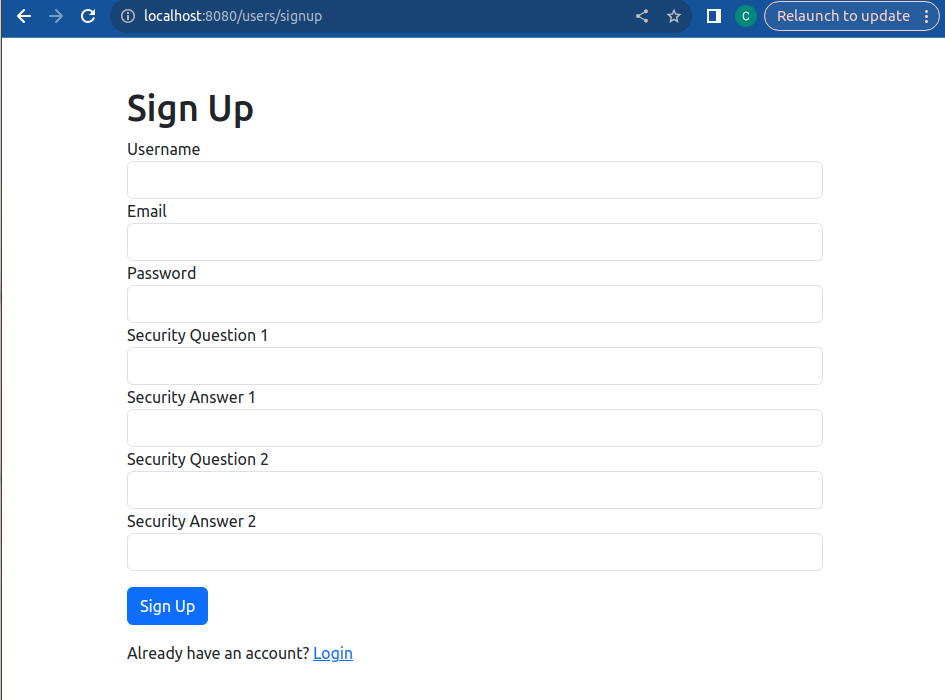 localhost:8080/users/signup
C
Relaunch to update
Sign Up
Username
Email
Password
Security Question 1
Security Answer 1
Security Question 2
Security Answer 2
Sign Up
Already have an account? Login